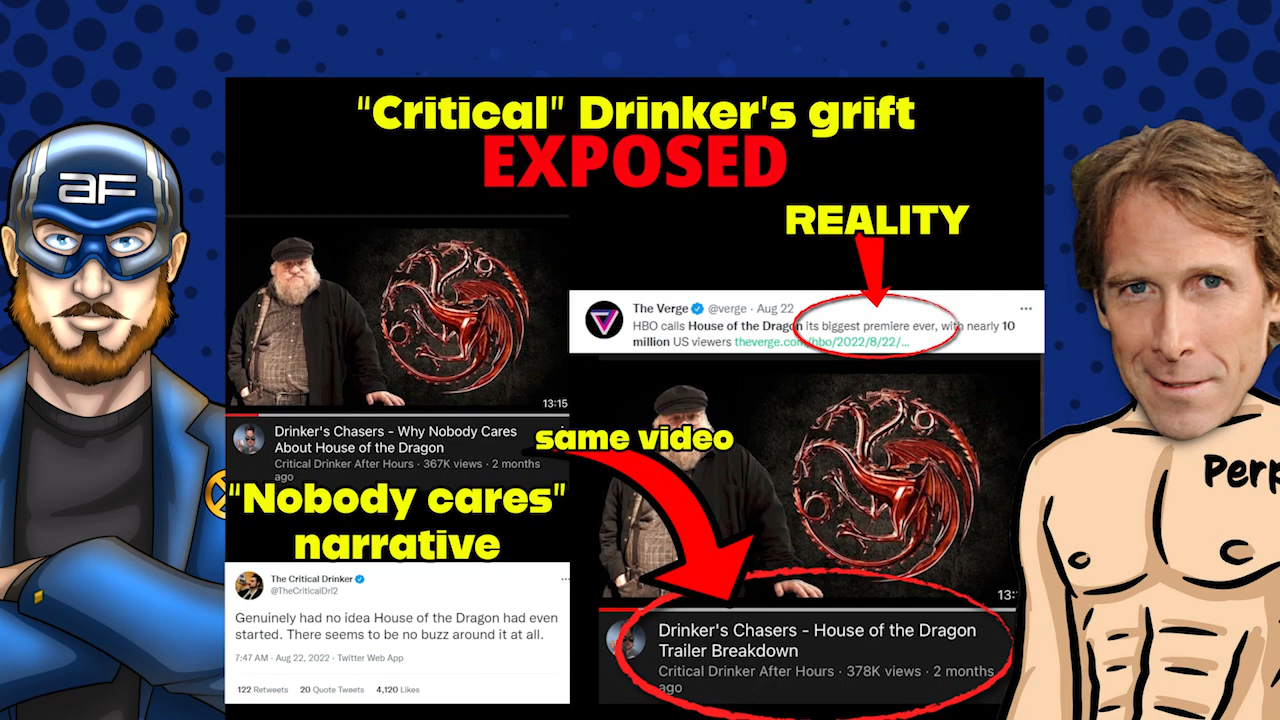 "Critical" Drinker's grift
EXPOSED
aF
REALITY
The Verge @verge · Aug 22
HBO calls House of the Dragon its biggest premiere ever, with nearly 10
million US viewers theverge.com/hbo/2022/8/22/...
13:15
Drinker's Chasers - Why Nobody Cares
About House of the Dragon
Critical Drinker After Hours · 367K views · 2 months
ago
same video
"Nobody cares"
narrative
The Critical Drinker
@TheCriticalDri2
Genuinely had no idea House of the Dragon had even
started. There seems to be no buzz around it at all.
7:47 AM · Aug 22, 2022 · Twitter Web App
122 Retweets 20 Quote Tweets 4,120 Likes
13:
Drinker's Chasers - House of the Dragon
Trailer Breakdown
Critical Drinker After Hours · 378K views · 2 months
ago